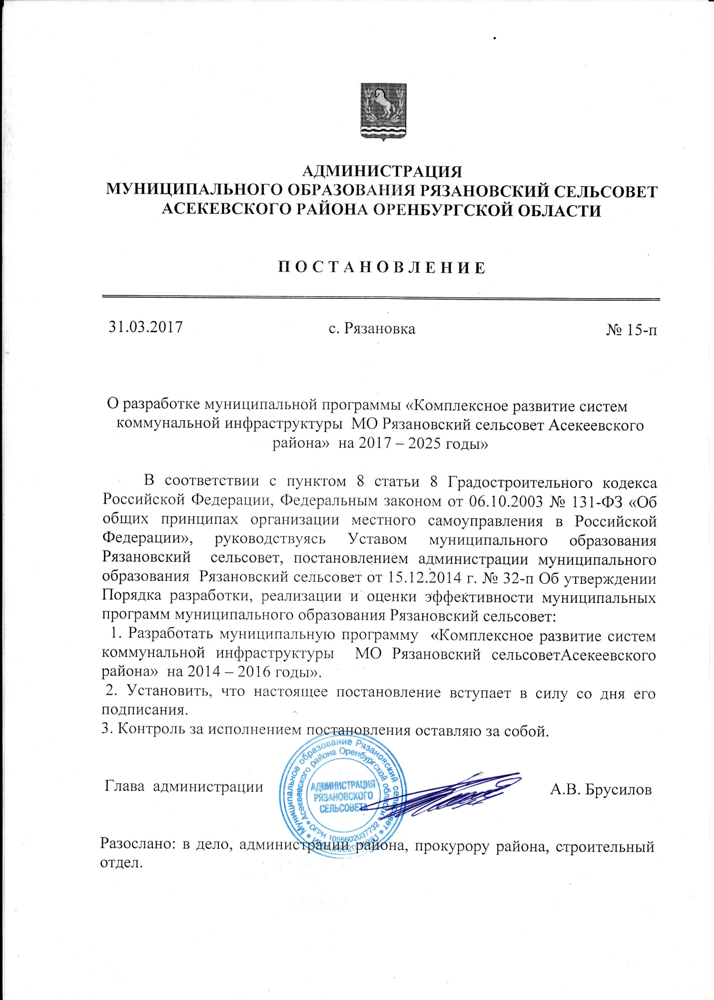 АДМИНИСТРАЦИЯ
МУНИЦИПАЛЬНОГО ОБРАЗОВАНИЯ РЯЗАНОВСКИЙ СЕЛЬСОВЕТ
АСЕКЕВСКОГО РАЙОНА ОРЕНБУРГСКОЙ ОБЛАСТИ
П О С Т А Н О В Л Е Н И Е
31.03.2017 с. Рязановка № 15-п
О разработке муниципальной программы «Комплексное развитие систем
коммунальной инфраструктуры МО Рязановский сельсовет Асекеевского
района» на 2017 – 2025 годы»
В соответствии с пунктом 8 статьи 8 Градостроительного кодекса
Российской Федерации, Федеральным законом от 06.10.2003 № 131-ФЗ «Об
общих принципах организации местного самоуправления в Российской
Федерации», руководствуясь Уставом муниципального образования
Рязановский сельсовет, постановлением администрации муниципального
образования Рязановский сельсовет от 15.12.2014 г. № 32-п Об утверждении
Порядка разработки, реализации и оценки эффективности муниципальных
программ муниципального образования Рязановский сельсовет:
1. Разработать муниципальную программу «Комплексное развитие систем
коммунальной инфраструктуры МО Рязановский сельсоветАсекеевского
района» на 2014 – 2016 годы».
2. Установить, что настоящее постановление вступает в силу со дня его
подписания.
3. Контроль за исполнением постановления оставляю за собой.
Муниципальное образование Рязановский сельсовет
Асекеевского района Оренбургской области
АДМИНИСТРАЦИЯ
РЯЗАНОВСКОГО
СЕЛЬСОВЕТА
ОГРН 1055602037732
ИНН
Глава администрации А.В. Брусилов
Разослано: в дело, администрации района, прокурору района, строительный
отдел.